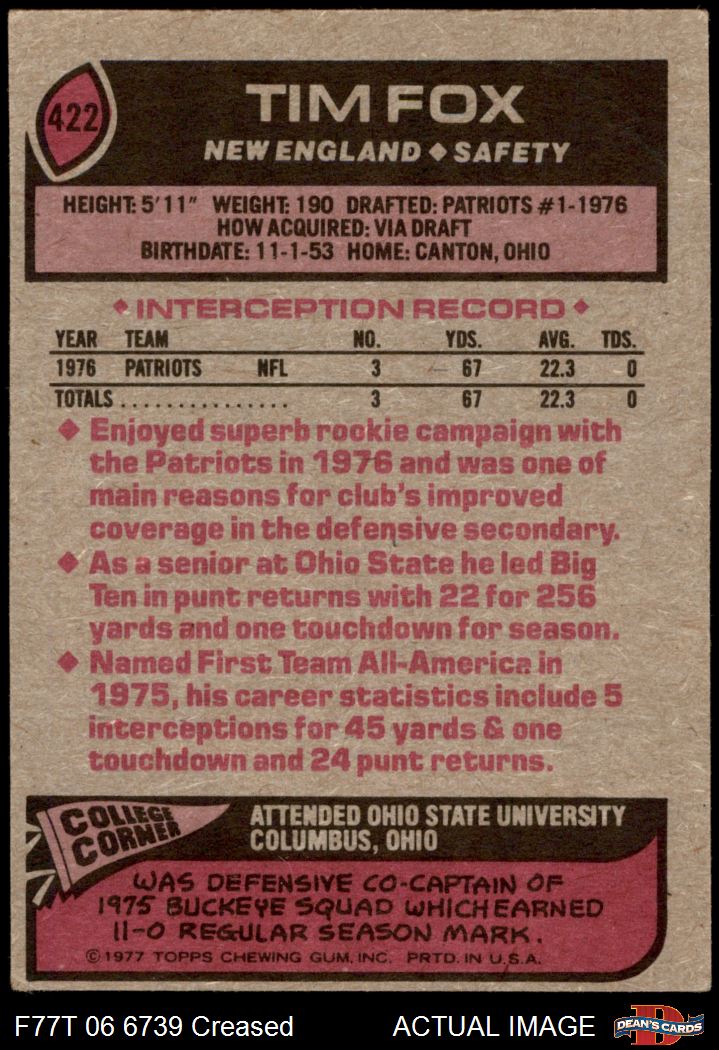 422
TIM FOX
NEW ENGLAND ◆ SAFETY
HEIGHT: 5'11" WEIGHT: 190 DRAFTED: PATRIOTS #1-1976
HOW ACQUIRED: VIA DRAFT
BIRTHDATE: 11-1-53 HOME: CANTON, OHIO
◆ INTERCEPTION RECORD ◆
YEAR TEAM NO. YDS. AVG. TDS.
1976 PATRIOTS NFL 3 67 22.3 0
TOTALS ............... 3 67 22.3 0
◆ Enjoyed superb rookie campaign with
the Patriots in 1976 and was one of
main reasons for club's improved
coverage in the defensive secondary.
◆ As a senior at Ohio State he led Big
Ten in punt returns with 22 for 256
yards and one touchdown for season.
◆ Named First Team All-America in
1975, his career statistics include 5
interceptions for 45 yards & one
touchdown and 24 punt returns.
COLLEGE
CORNER
ATTENDED OHIO STATE UNIVERSITY
COLUMBUS, OHIO
WAS DEFENSIVE CO-CAPTAIN OF
1975 BUCKEYE SQUAD WHICH EARNED
11-0 REGULAR SEASON MARK.
©1977 TOPPS CHEWING GUM, INC. PRTD. IN U.S.A.
F77T 06 6739 Creased ACTUAL IMAGE
D
DEAN'S CARDS